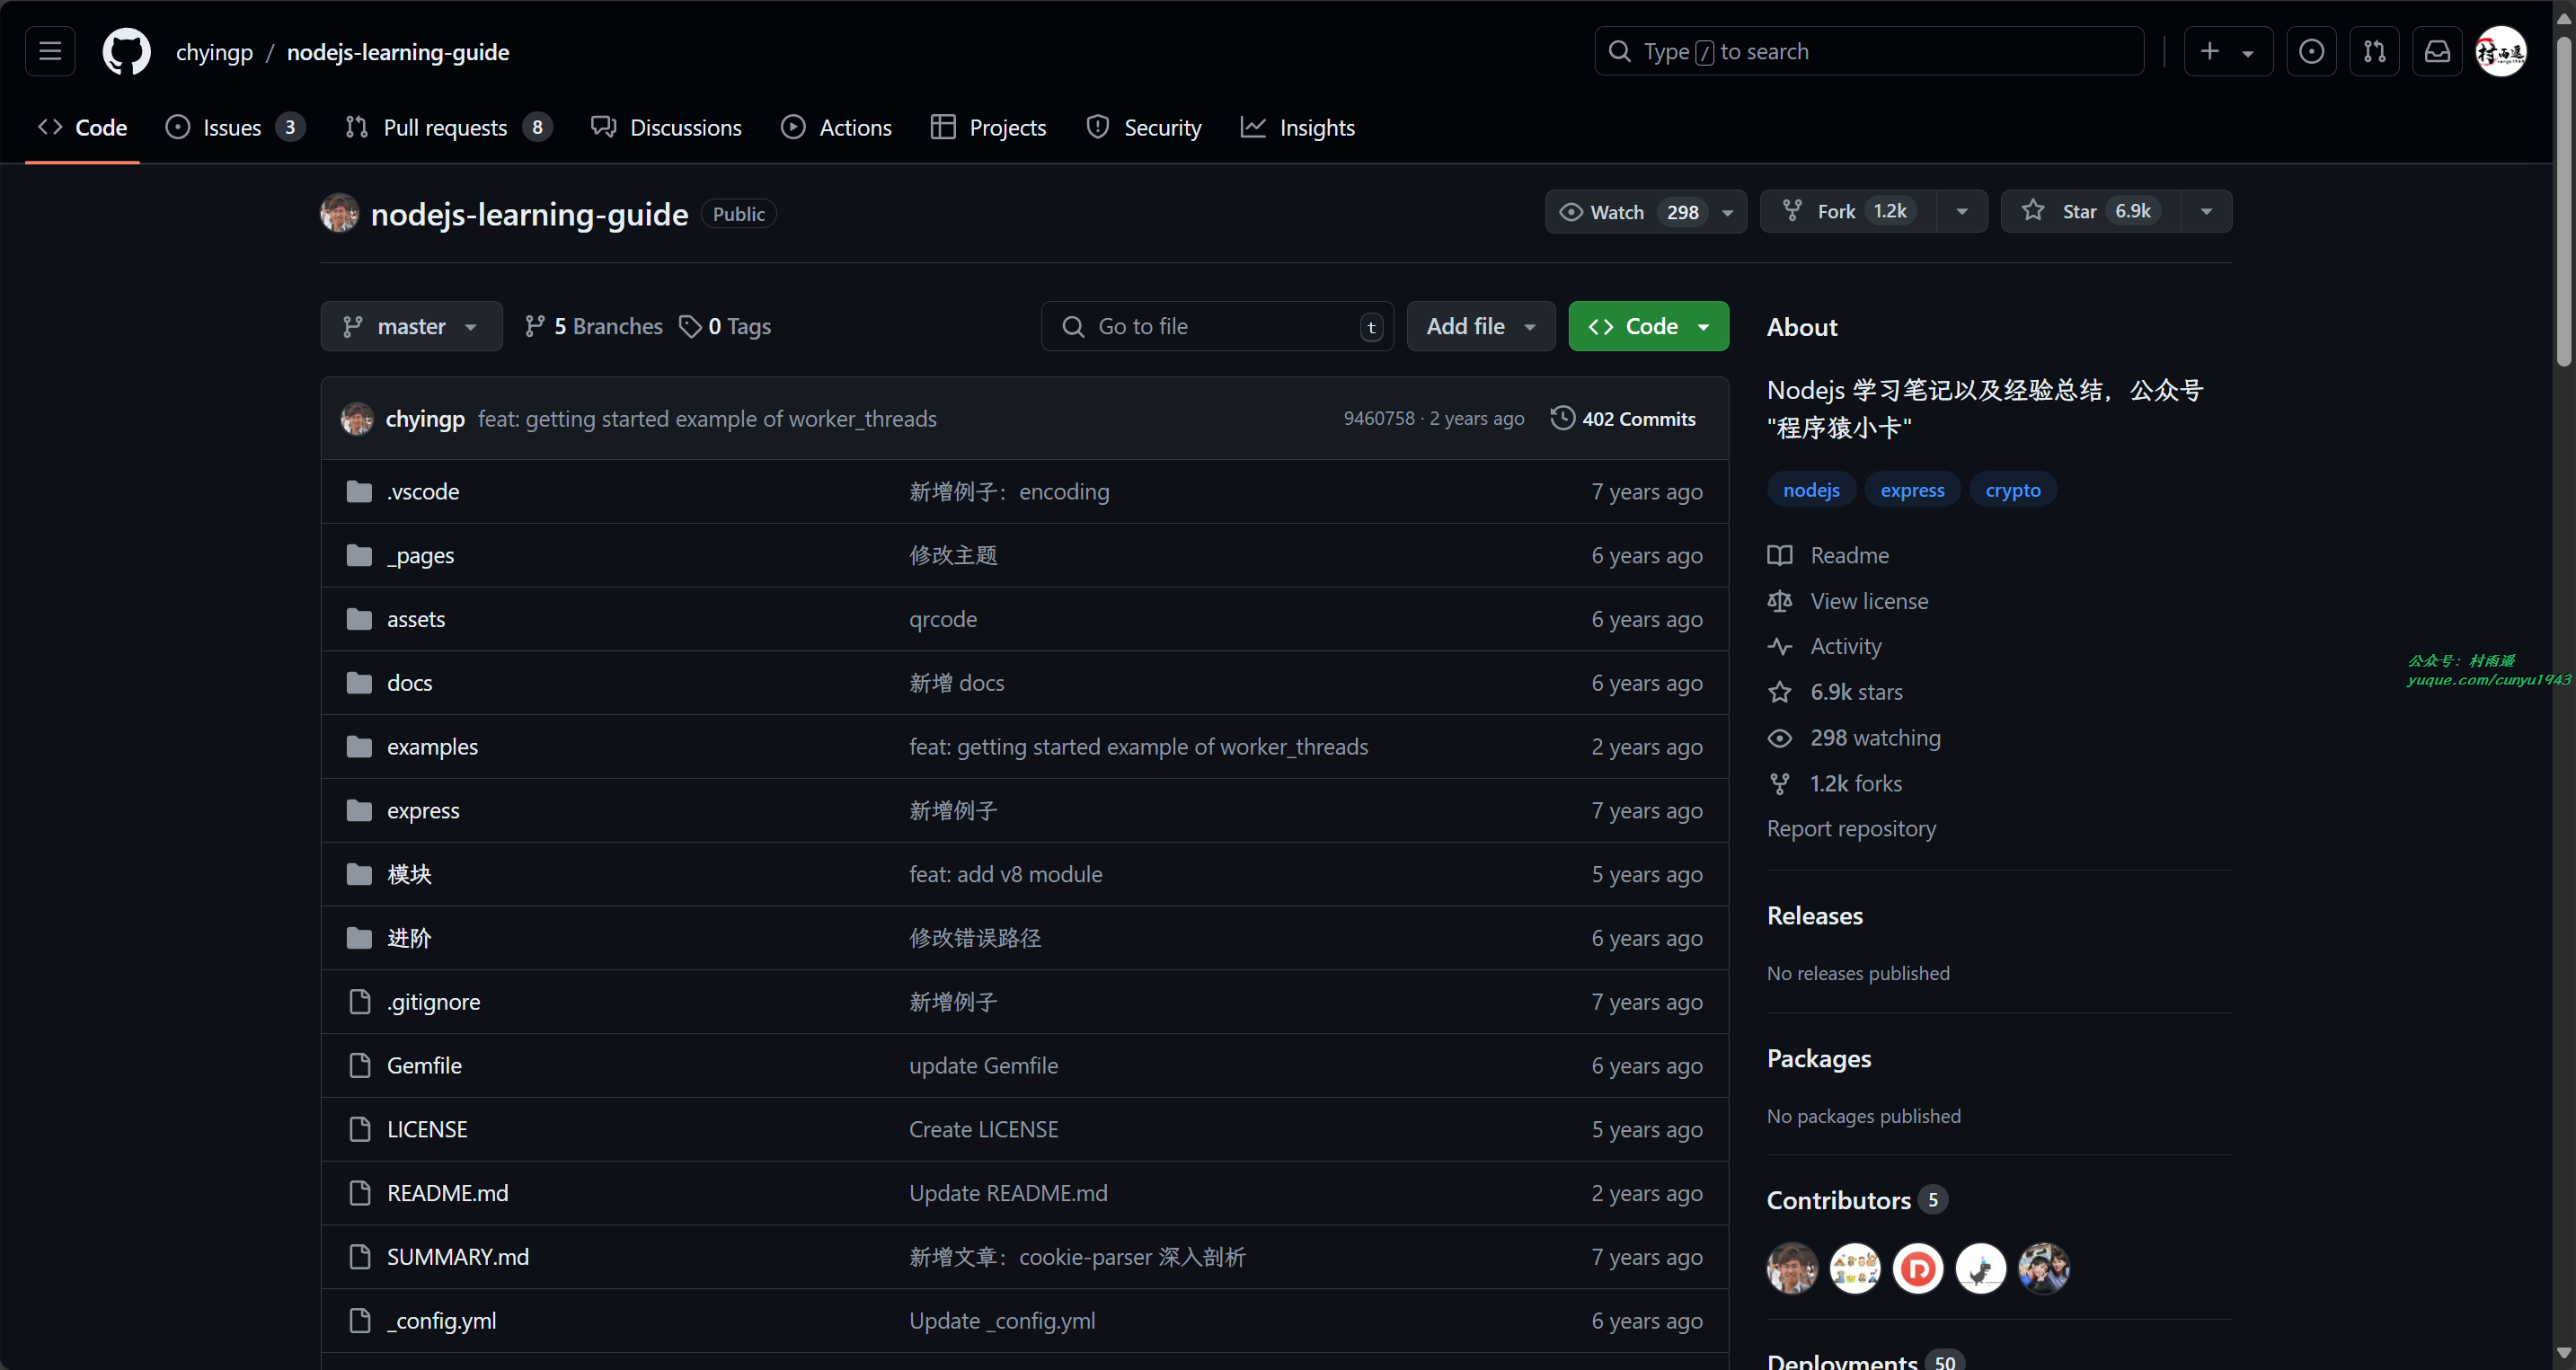 chyingp / nodejs-learning-guide
Type / to search
Code
Issues 3
Pull requests 8
Discussions
Actions
Projects
Security
Insights
nodejs-learning-guide Public
Watch 298
Fork 1.2k
Star 6.9k
master
5 Branches
0 Tags
Go to file t
Add file
Code
chyingp feat: getting started example of worker_threads 9460758 · 2 years ago 402 Commits
.vscode 新增例子：encoding 7 years ago
_pages 修改主题 6 years ago
assets qrcode 6 years ago
docs 新增 docs 6 years ago
examples feat: getting started example of worker_threads 2 years ago
express 新增例子 7 years ago
模块 feat: add v8 module 5 years ago
进阶 修改错误路径 6 years ago
.gitignore 新增例子 7 years ago
Gemfile update Gemfile 6 years ago
LICENSE Create LICENSE 5 years ago
README.md Update README.md 2 years ago
SUMMARY.md 新增文章：cookie-parser 深入剖析 7 years ago
_config.yml Update _config.yml 6 years ago
About
Nodejs 学习笔记以及经验总结，公众号
"程序猿小卡"
nodejs express crypto
Readme
View license
Activity
6.9k stars
298 watching
1.2k forks
Report repository
Releases
No releases published
Packages
No packages published
Contributors 5
Deployments 50
公众号：村雨遥
yuque.com/cunyu1943